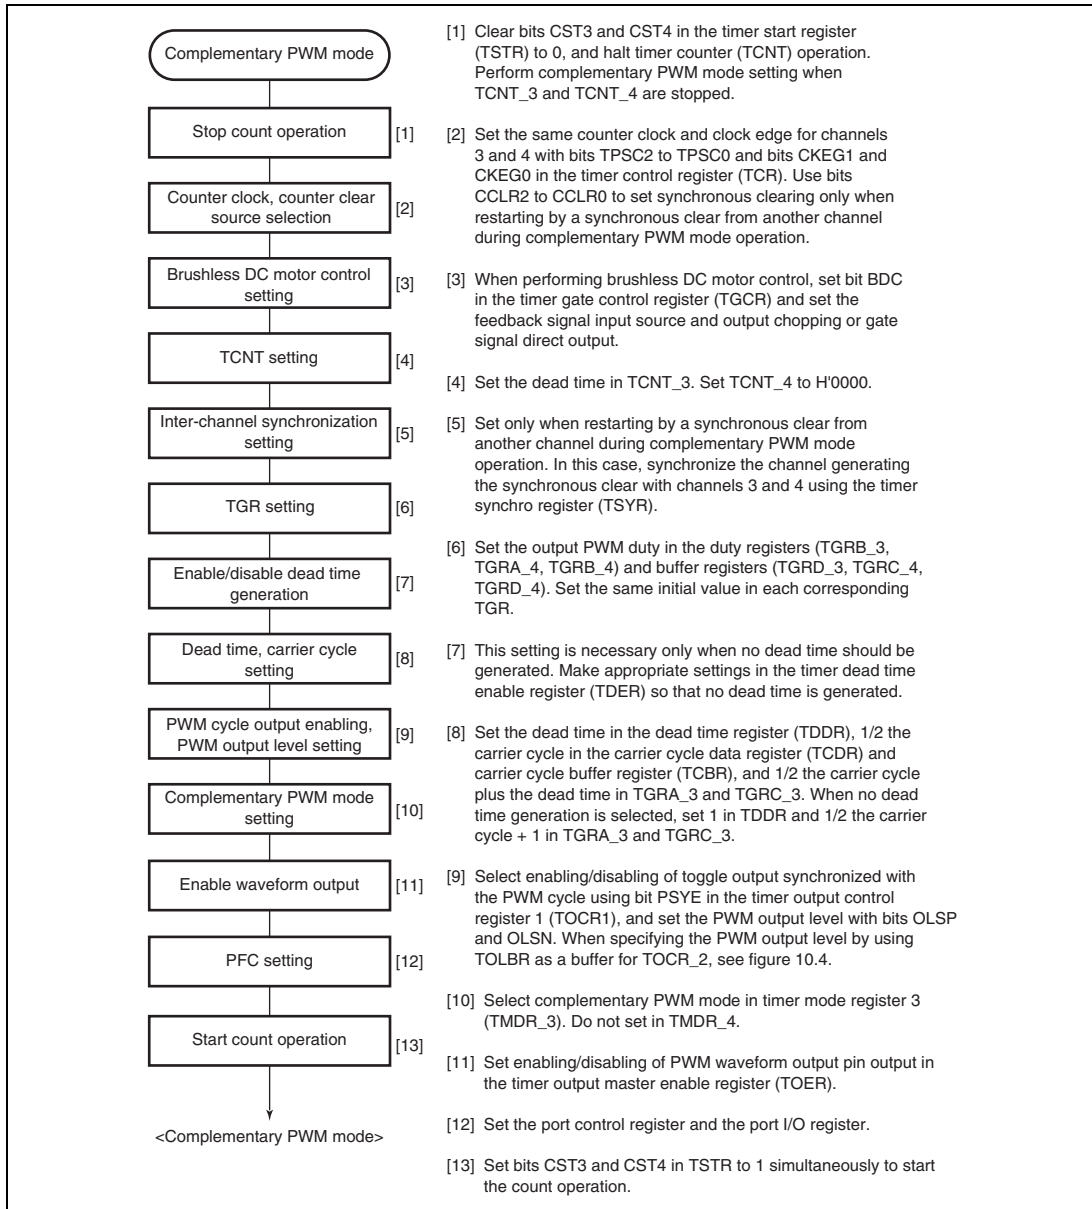 Complementary PWM mode
Stop count operation
[1]
Counter clock, counter clear
source selection
[2]
Brushless DC motor control
setting
[3]
TCNT setting
[4]
Inter-channel synchronization
setting
[5]
TGR setting
[6]
Enable/disable dead time
generation
[7]
Dead time, carrier cycle
setting
[8]
PWM cycle output enabling,
PWM output level setting
[9]
Complementary PWM mode
setting
[10]
Enable waveform output
[11]
PFC setting
[12]
Start count operation
[13]
<Complementary PWM mode>
[1] Clear bits CST3 and CST4 in the timer start register
(TSTR) to 0, and halt timer counter (TCNT) operation.
Perform complementary PWM mode setting when
TCNT_3 and TCNT_4 are stopped.
[2] Set the same counter clock and clock edge for channels
3 and 4 with bits TPSC2 to TPSC0 and bits CKEG1 and
CKEG0 in the timer control register (TCR). Use bits
CCLR2 to CCLR0 to set synchronous clearing only when
restarting by a synchronous clear from another channel
during complementary PWM mode operation.
[3] When performing brushless DC motor control, set bit BDC
in the timer gate control register (TGCR) and set the
feedback signal input source and output chopping or gate
signal direct output.
[4] Set the dead time in TCNT_3. Set TCNT_4 to H'0000.
[5] Set only when restarting by a synchronous clear from
another channel during complementary PWM mode
operation. In this case, synchronize the channel generating
the synchronous clear with channels 3 and 4 using the timer
synchro register (TSYR).
[6] Set the output PWM duty in the duty registers (TGRB_3,
TGRA_4, TGRB_4) and buffer registers (TGRD_3, TGRC_4,
TGRD_4). Set the same initial value in each corresponding
TGR.
[7] This setting is necessary only when no dead time should be
generated. Make appropriate settings in the timer dead time
enable register (TDER) so that no dead time is generated.
[8] Set the dead time in the dead time register (TDDR), 1/2 the
carrier cycle in the carrier cycle data register (TCDR) and
carrier cycle buffer register (TCBR), and 1/2 the carrier cycle
plus the dead time in TGRA_3 and TGRC_3. When no dead
time generation is selected, set 1 in TDDR and 1/2 the carrier
cycle + 1 in TGRA_3 and TGRC_3.
[9] Select enabling/disabling of toggle output synchronized with
the PWM cycle using bit PSYE in the timer output control
register 1 (TOCR1), and set the PWM output level with bits OLSP
and OLSN. When specifying the PWM output level by using
TOLBR as a buffer for TOCR_2, see figure 10.4.
[10] Select complementary PWM mode in timer mode register 3
(TMDR_3). Do not set in TMDR_4.
[11] Set enabling/disabling of PWM waveform output pin output in
the timer output master enable register (TOER).
[12] Set the port control register and the port I/O register.
[13] Set bits CST3 and CST4 in TSTR to 1 simultaneously to start
the count operation.